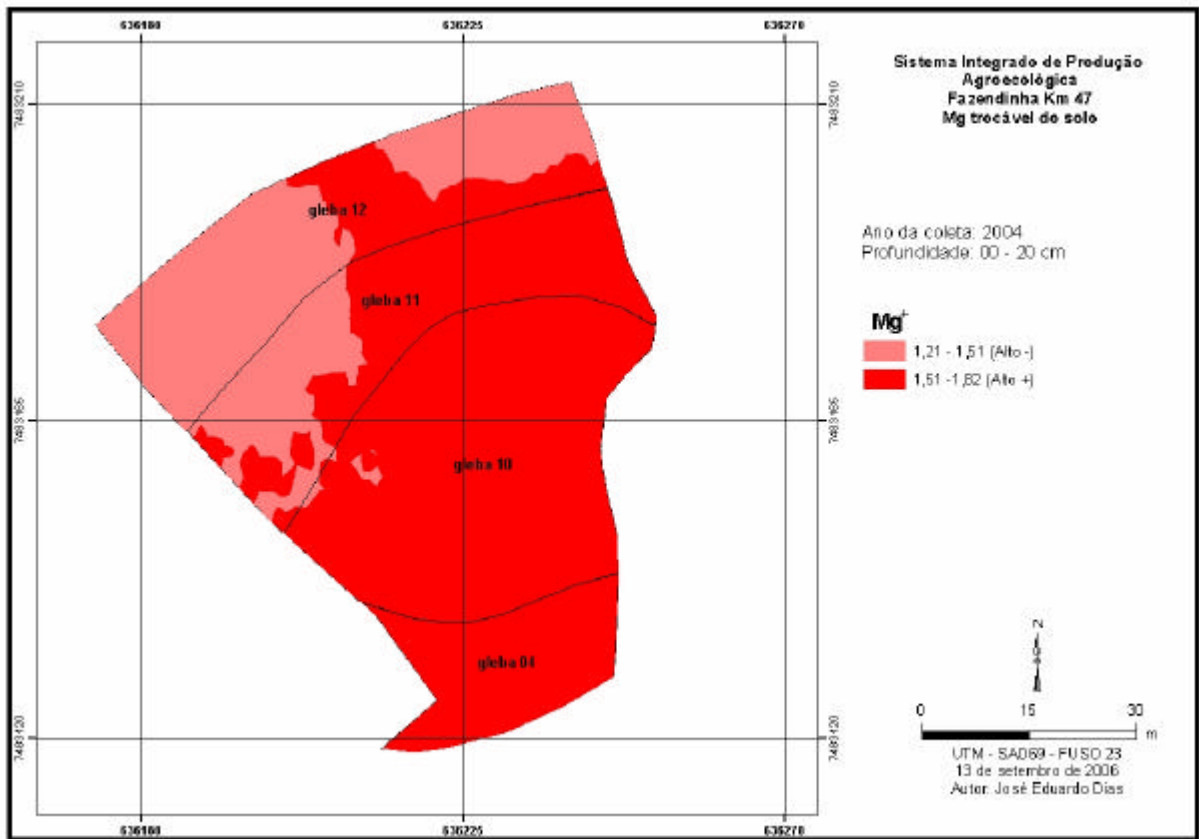 636180 636225 636270
Sistema Integrado de Produção
Agroecológica
Fazendinha Km 47
Mg trocável do solo
7483210 7483210
gleba 12
Ano da coleta: 2004
Profundidade: 00 - 20 cm
gleba 11
Mg+
1,21 - 1,51 (Alto -)
1,51 - 1,82 (Alto +)
gleba 10
N
gleba 04
0 15 30
m
7483120 7483120
UTM - SAD69 - FUSO 23
13 de setembro de 2006
Autor: José Eduardo Dias
636180 636225 636270